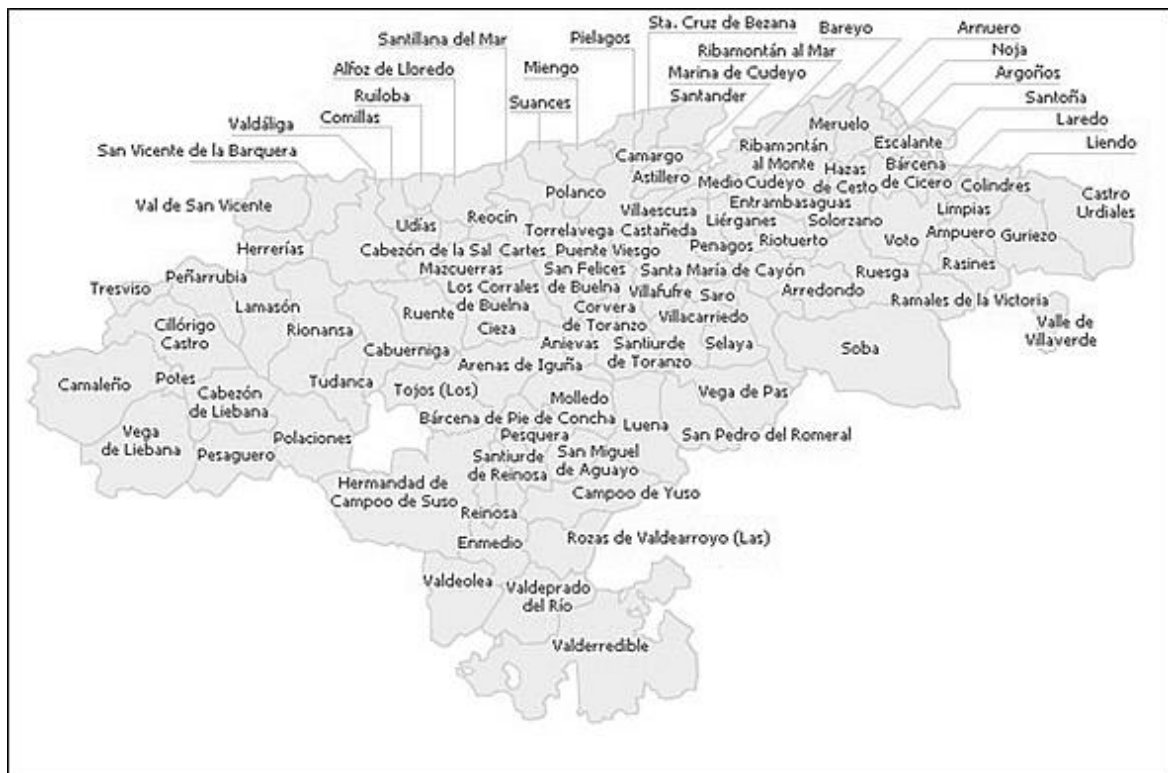 Sta. Cruz de Bezana
Bareyo
Arnuero
Santillana del Mar
Pielagos
Ribamontán al Mar
Noja
Alfoz de Lloredo
Miengo
Marina de Cudeyo
Argoños
Ruiloba
Suances
Santander
Santoña
Comillas
Laredo
Valdáliga
Meruelo
Escalante
Liendo
San Vicente de la Barquera
Camargo
Ribamontán
al Monte
Bárcena
de Cicero
Astillero
Hazas
de Cesto
Medio Cudeyo
Colindres
Castro
Urdiales
Val de San Vicente
Polanco
Entrambasaguas
Limpias
Udías
Reocín
Villaescusa
Liérganes
Solorzano
Torrelavega
Castañeda
Ampuero
Guriezo
Herrerías
Cabezón de la Sal
Cartes
Puente Viesgo
Penagos
Riotuerto
Voto
Mazcuerras
San Felices
de Buelna
Santa María de Cayón
Ruesga
Rasines
Peñarrubia
Tresviso
Los Corrales
de Buelna
Villafufre
Saro
Arredondo
Ramales de la Victoria
Lamasón
Ruente
Corvera
de Toranzo
Villacarriedo
Cillórigo
Castro
Rionansa
Cieza
Valle de
Villaverde
Cabuerniga
Anievas
Santiurde
de Toranzo
Selaya
Soba
Arenas de Iguña
Camaleño
Potes
Tudanca
Tojos (Los)
Vega de Pas
Cabezón
de Liebana
Molledo
Bárcena de Pie de Concha
Luena
Vega
de Liebana
Polaciones
Pesquera
San Pedro del Romeral
Pesaguero
Santiurde
de Reinosa
San Miguel
de Aguayo
Hermandad de
Campoo de Suso
Campoo de Yuso
Reinosa
Enmedio
Rozas de Valdearroyo (Las)
Valdeolea
Valdeprado
del Río
Valderredible